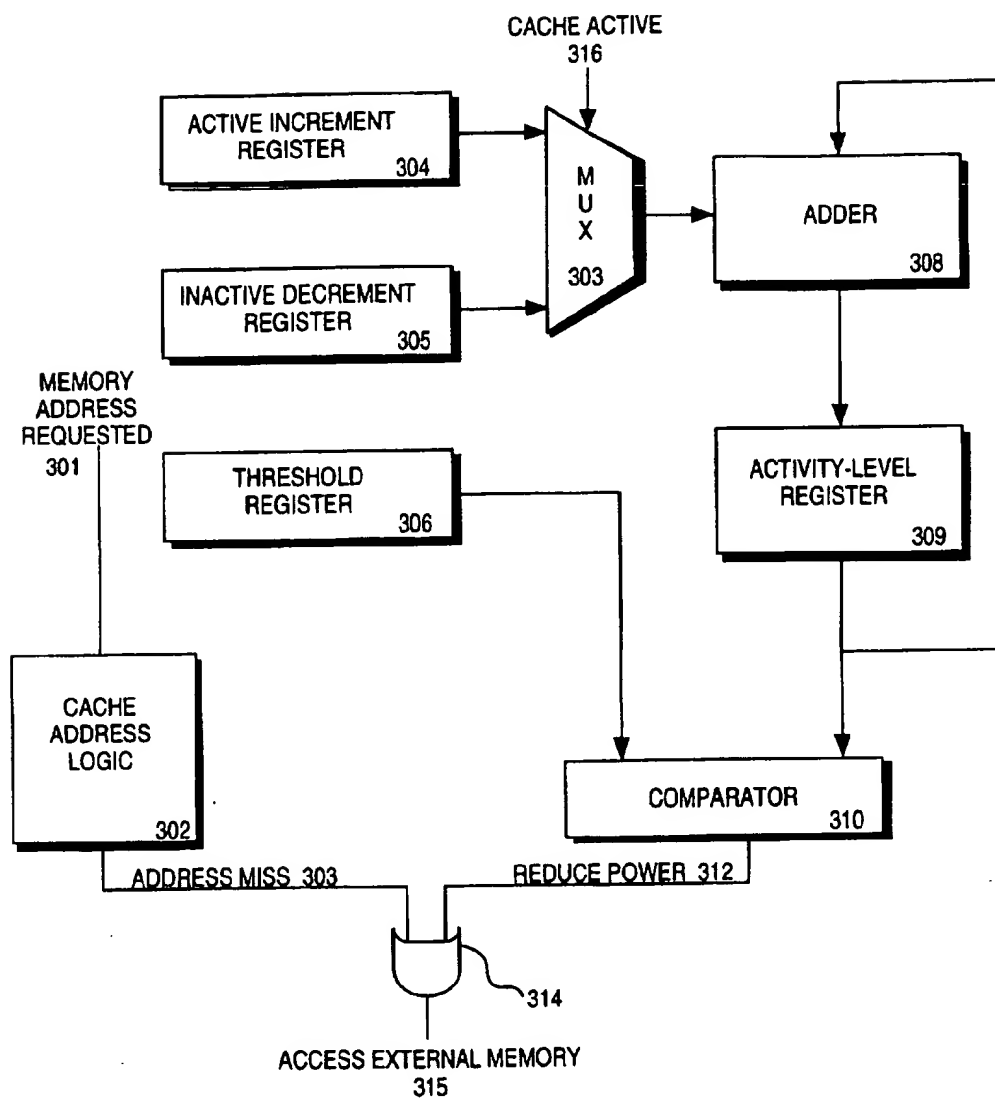 CACHE ACTIVE
316
ACTIVE INCREMENT
REGISTER
304
M
U
X
303
ADDER
308
INACTIVE DECREMENT
REGISTER
305
MEMORY
ADDRESS
REQUESTED
301
THRESHOLD
REGISTER
306
ACTIVITY-LEVEL
REGISTER
309
CACHE
ADDRESS
LOGIC
302
COMPARATOR
310
ADDRESS MISS 303
REDUCE POWER 312
314
ACCESS EXTERNAL MEMORY
315